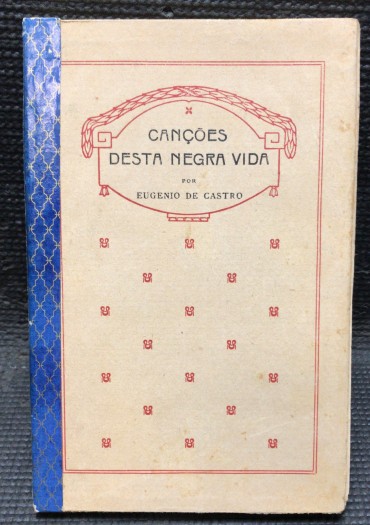 CANÇÕES
DESTA NEGRA VIDA
POR
EUGENIO DE CASTRO